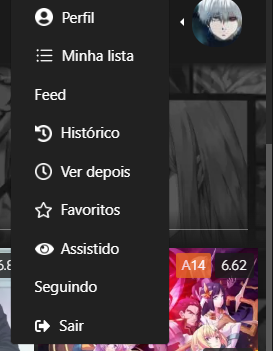 Perfil
Minha lista
Feed
Histórico
Ver depois
Favoritos
Assistido
Seguindo
Sair
A14 6.62